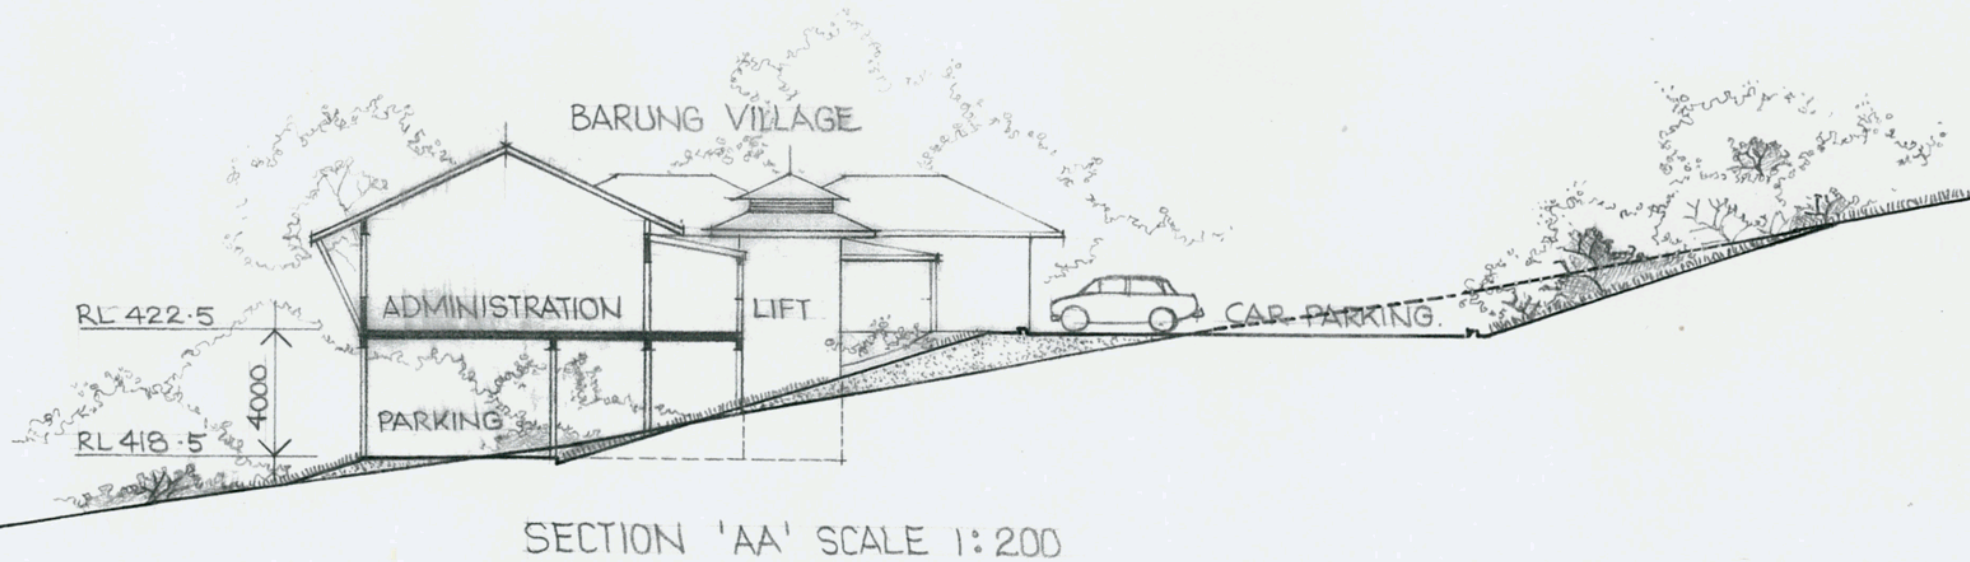 BARUNG VILLAGE
ADMINISTRATION
LIFT
CAR PARKING.
RL 422.5
4000
PARKING
RL 418.5
SECTION 'AA' SCALE 1:200